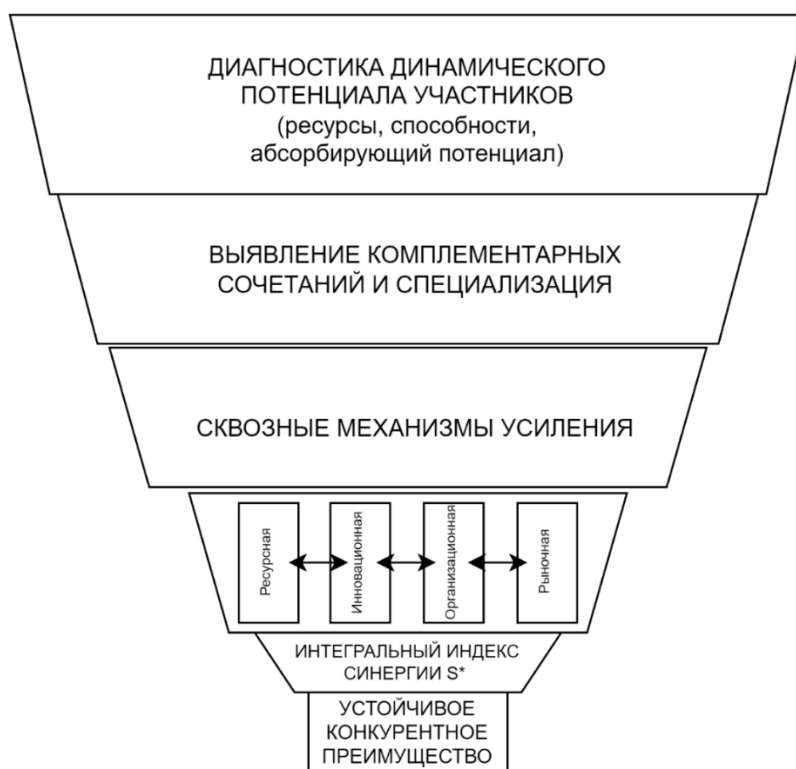 ДИАГНОСТИКА ДИНАМИЧЕСКОГО
ПОТЕНЦИАЛА УЧАСТНИКОВ
(ресурсы, способности,
абсорбирующий потенциал)
ВЫЯВЛЕНИЕ КОМПЛЕМЕНТАРНЫХ
СОЧЕТАНИЙ И СПЕЦИАЛИЗАЦИЯ
СКВОЗНЫЕ МЕХАНИЗМЫ УСИЛЕНИЯ
Ресурсная
Инновационная
Организационная
Рыночная
ИНТЕГРАЛЬНЫЙ ИНДЕКС
СИНЕРГИИ S*
УСТОЙЧИВОЕ
КОНКУРЕНТНОЕ
ПРЕИМУЩЕСТВО